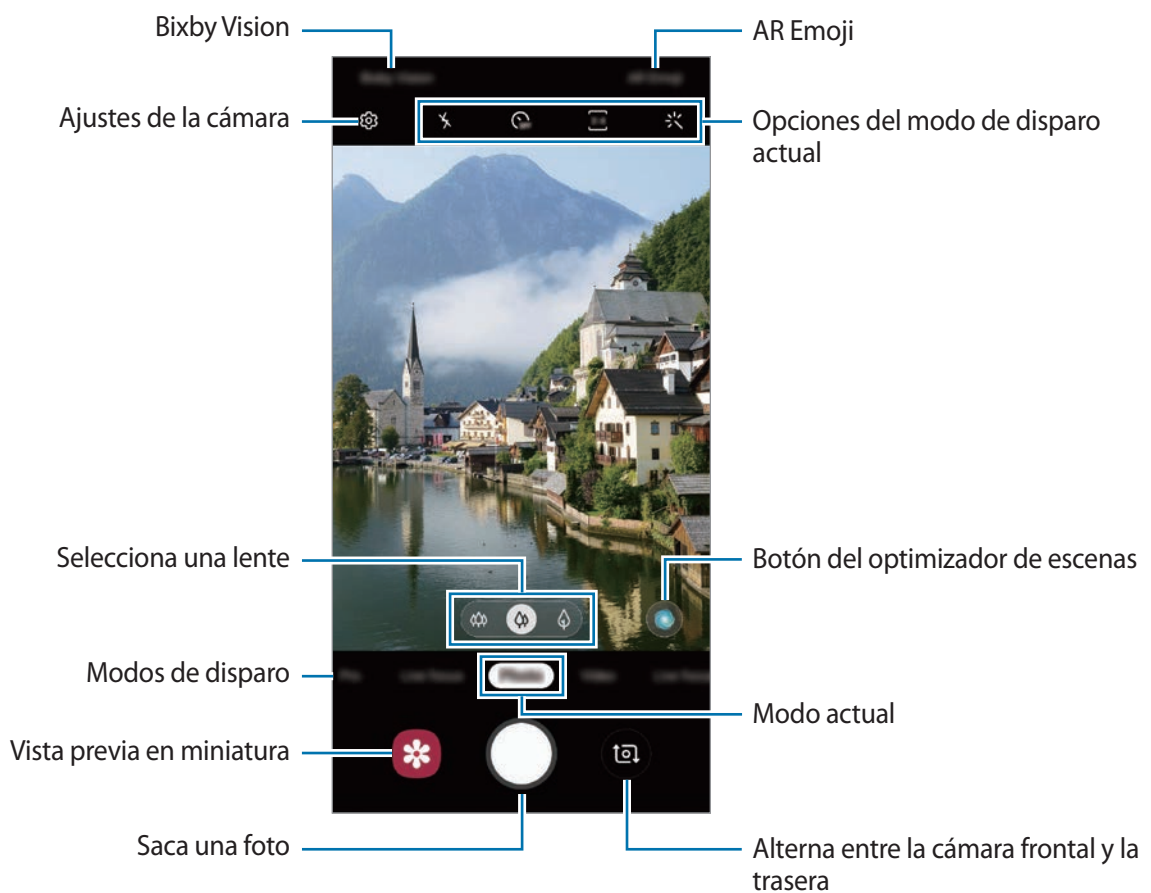 Bixby Vision
AR Emoji
Ajustes de la cámara
Opciones del modo de disparo
actual
Selecciona una lente
Botón del optimizador de escenas
Modos de disparo
Modo actual
Vista previa en miniatura
Saca una foto
Alterna entre la cámara frontal y la
trasera